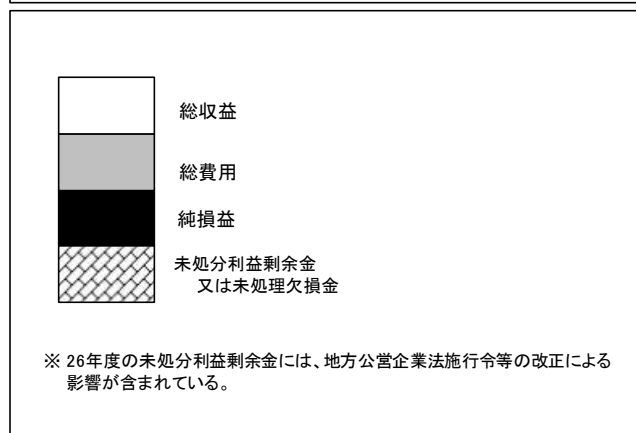 総収益
総費用
純損益
未処分利益剰余金
又は未処理欠損金
※ 26年度の未処分利益剰余金には、地方公営企業法施行令等の改正による
影響が含まれている。